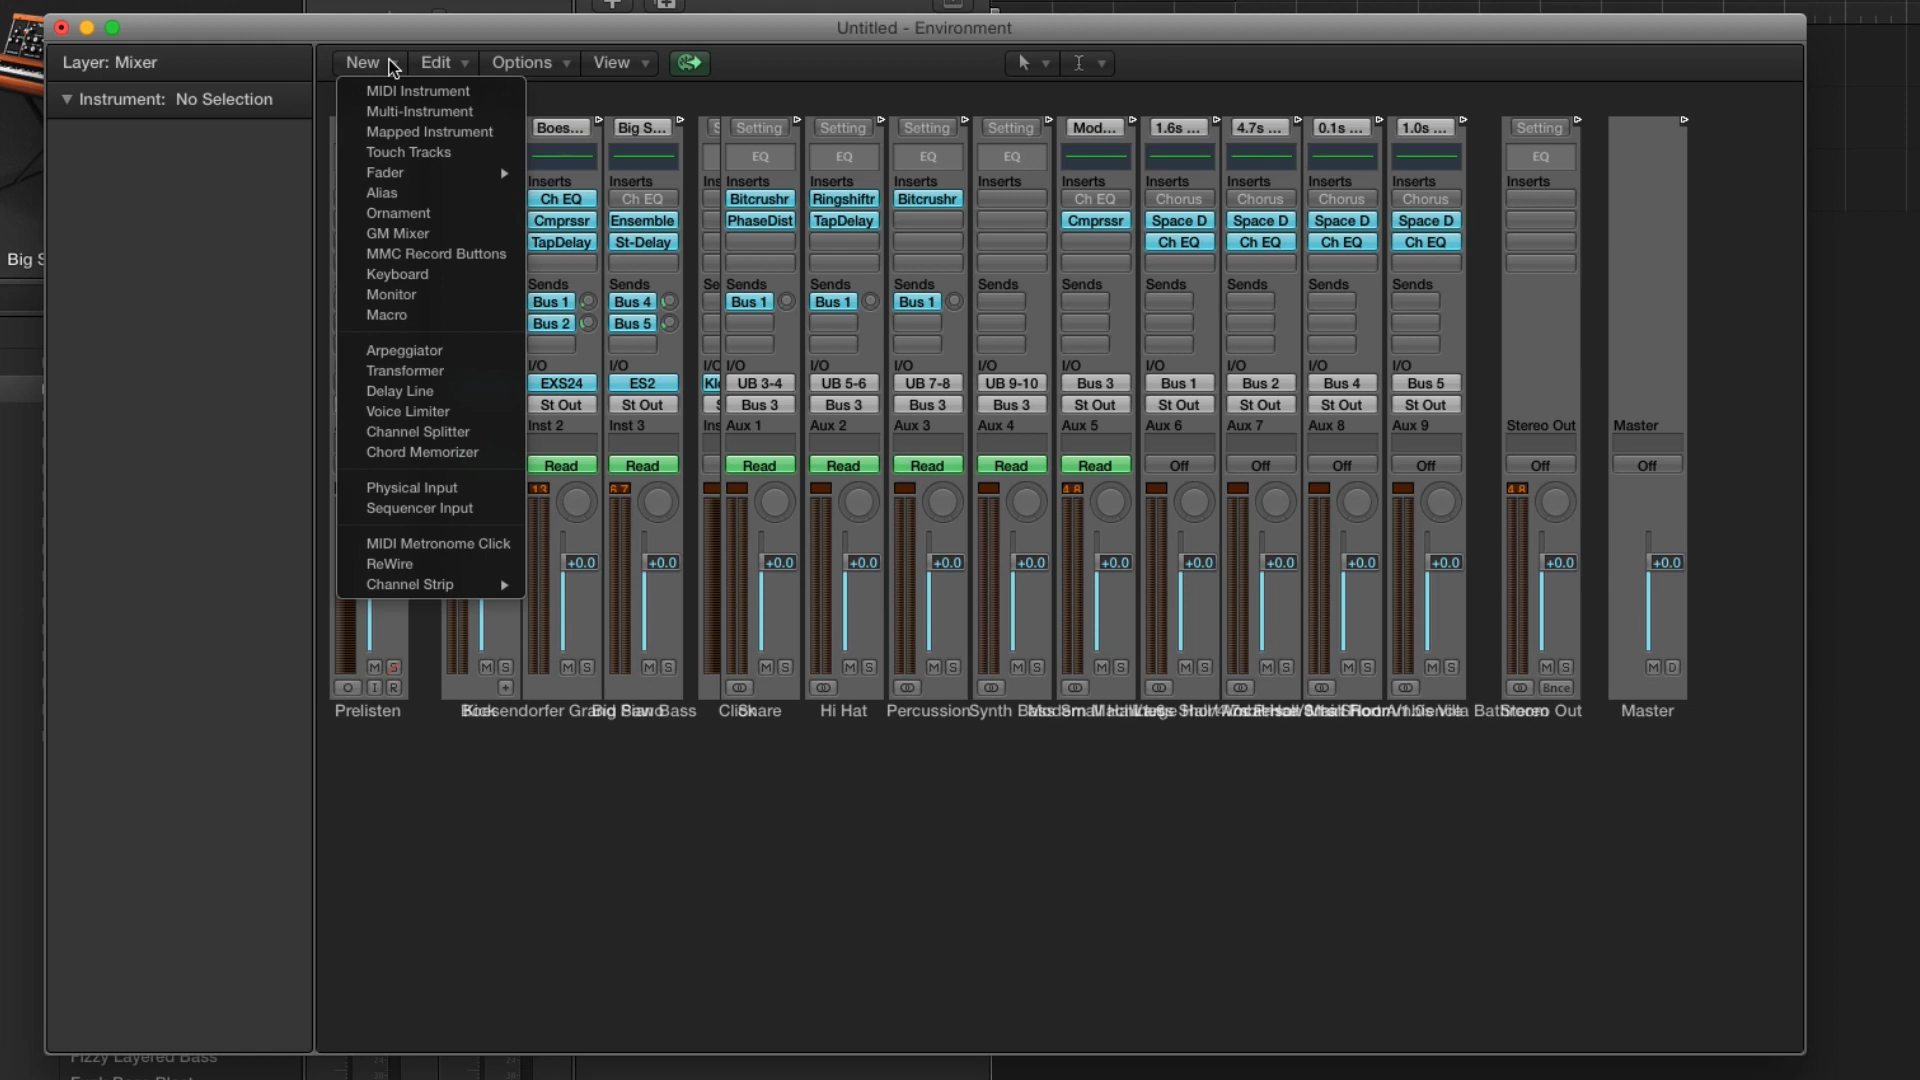 Untitled - Environment
Layer: Mixer
New
Edit
Options
View
Instrument: No Selection
MIDI Instrument
Multi-Instrument
Mapped Instrument
Touch Tracks
Fader
Alias
Ornament
GM Mixer
MMC Record Buttons
Keyboard
Monitor
Macro
Arpeggiator
Transformer
Delay Line
Voice Limiter
Channel Splitter
Chord Memorizer
Physical Input
Sequencer Input
MIDI Metronome Click
ReWire
Channel Strip
Boes... Big S... Setting Setting Setting Setting Mod... 1.6s ... 4.7s ... 0.1s ... 1.0s ... Setting
EQ EQ EQ EQ EQ
Inserts Inserts Inserts Inserts Inserts Inserts Inserts Inserts Inserts Inserts Inserts Inserts
Ch EQ Ch EQ Bitcrushr Ringshiftr Bitcrushr Ch EQ Chorus Chorus Chorus Chorus
Cmprssr Ensemble PhaseDist TapDelay Cmprssr Space D Space D Space D Space D
TapDelay St-Delay Ch EQ Ch EQ Ch EQ Ch EQ
Sends Sends Sends Sends Sends Sends Sends Sends Sends Sends Sends
Bus 1 Bus 4 Bus 1 Bus 1 Bus 1
Bus 2 Bus 5
I/O I/O I/O I/O I/O I/O I/O I/O I/O I/O I/O I/O
EXS24 ES2 UB 3-4 UB 5-6 UB 7-8 UB 9-10 Bus 3 Bus 1 Bus 2 Bus 4 Bus 5
St Out St Out Bus 3 Bus 3 Bus 3 Bus 3 St Out St Out St Out St Out St Out
Inst 2 Inst 3 Aux 1 Aux 2 Aux 3 Aux 4 Aux 5 Aux 6 Aux 7 Aux 8 Aux 9 Stereo Out Master
Read Read Read Read Read Read Read Off Off Off Off Off Off
+0.0 +0.0 +0.0 +0.0 +0.0 +0.0 +0.0 +0.0 +0.0 +0.0 +0.0 +0.0 +0.0
M S M S M S M S M S M S M S M S M S M S M S M S M S M S M D
O I R Bnce
Prelisten Click Hi Hat Percussion Stereo Out Master
Big S
Fizzy Layered Bass